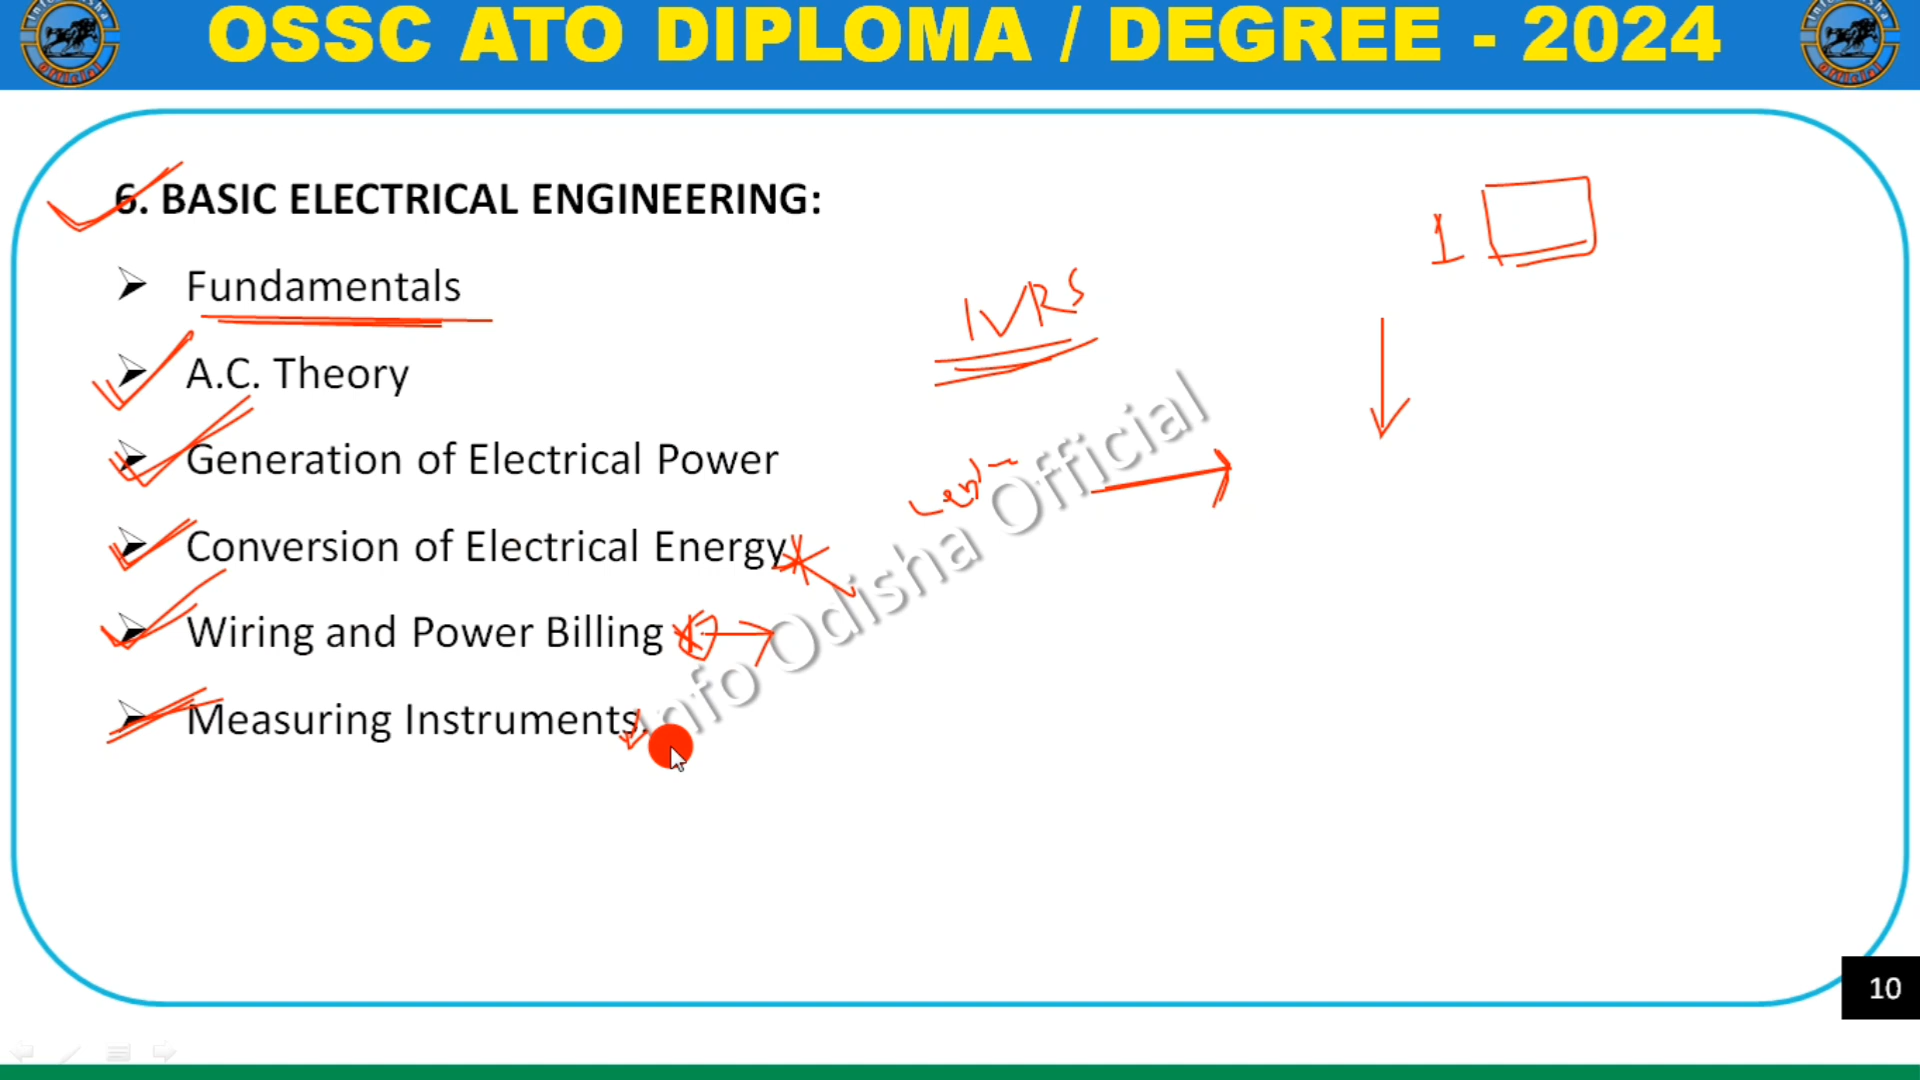 OSSC ATO DIPLOMA / DEGREE - 2024
6. BASIC ELECTRICAL ENGINEERING:
Fundamentals
A.C. Theory
Generation of Electrical Power
Conversion of Electrical Energy
Wiring and Power Billing
Measuring Instruments.
IVRS
1
Info Odisha Official
10